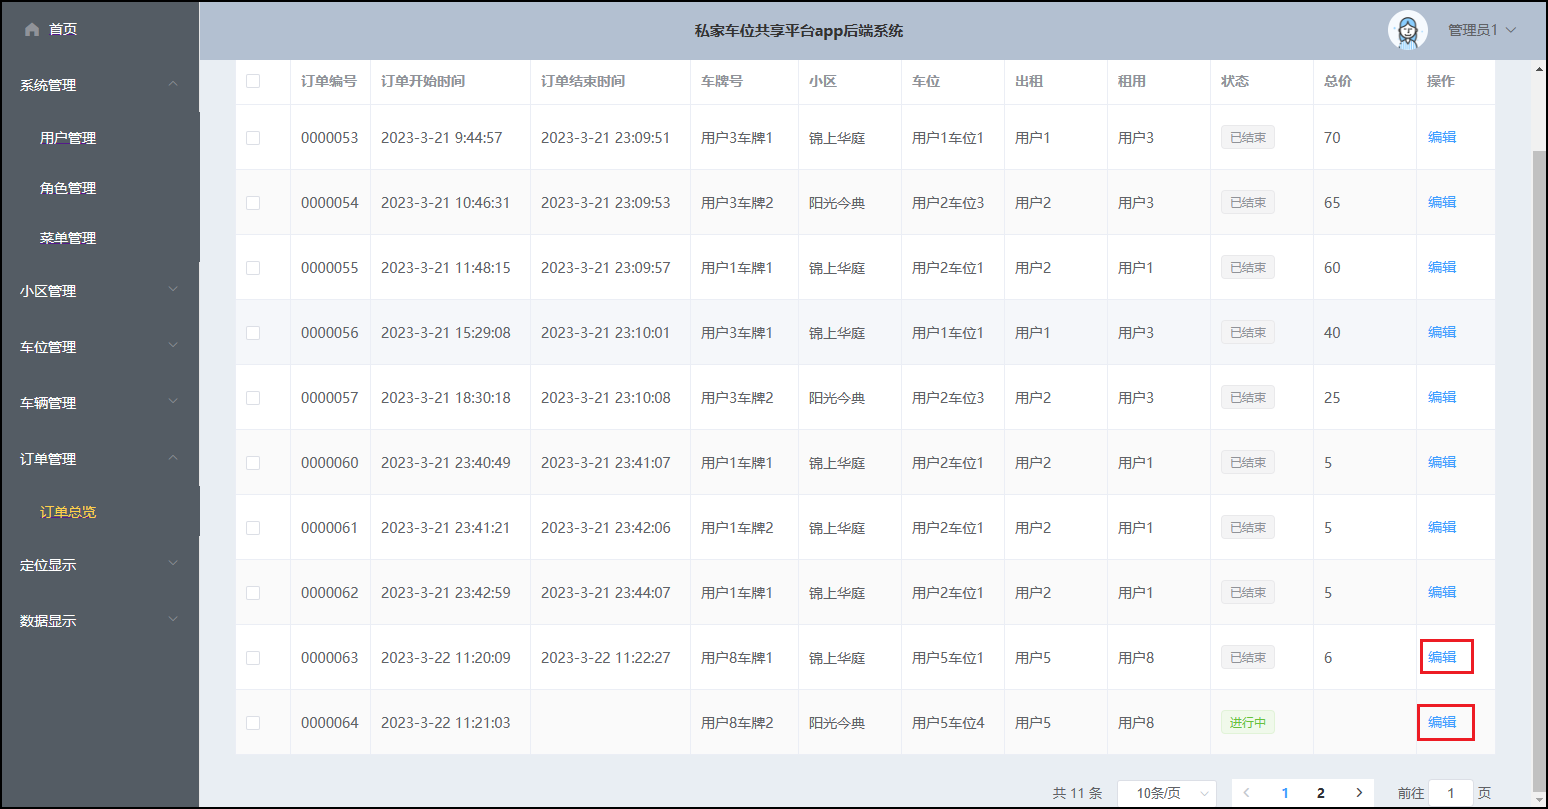 首页
私家车位共享平台app后端系统
管理员1
系统管理
用户管理
角色管理
菜单管理
小区管理
车位管理
车辆管理
订单管理
订单总览
定位显示
数据显示
订单编号 订单开始时间 订单结束时间 车牌号 小区 车位 出租 租用 状态 总价 操作
0000053 2023-3-21 9:44:57 2023-3-21 23:09:51 用户3车牌1 锦上华庭 用户1车位1 用户1 用户3 已结束 70 编辑
0000054 2023-3-21 10:46:31 2023-3-21 23:09:53 用户3车牌2 阳光今典 用户2车位3 用户2 用户3 已结束 65 编辑
0000055 2023-3-21 11:48:15 2023-3-21 23:09:57 用户1车牌1 锦上华庭 用户2车位1 用户2 用户1 已结束 60 编辑
0000056 2023-3-21 15:29:08 2023-3-21 23:10:01 用户3车牌1 锦上华庭 用户1车位1 用户1 用户3 已结束 40 编辑
0000057 2023-3-21 18:30:18 2023-3-21 23:10:08 用户3车牌2 阳光今典 用户2车位3 用户2 用户3 已结束 25 编辑
0000060 2023-3-21 23:40:49 2023-3-21 23:41:07 用户1车牌1 锦上华庭 用户2车位1 用户2 用户1 已结束 5 编辑
0000061 2023-3-21 23:41:21 2023-3-21 23:42:06 用户1车牌2 锦上华庭 用户2车位1 用户2 用户1 已结束 5 编辑
0000062 2023-3-21 23:42:59 2023-3-21 23:44:07 用户1车牌1 锦上华庭 用户2车位1 用户2 用户1 已结束 5 编辑
0000063 2023-3-22 11:20:09 2023-3-22 11:22:27 用户8车牌1 锦上华庭 用户5车位1 用户5 用户8 已结束 6 编辑
0000064 2023-3-22 11:21:03 用户8车牌2 阳光今典 用户5车位4 用户5 用户8 进行中 编辑
共 11 条 10条/页 1 2 前往 1 页